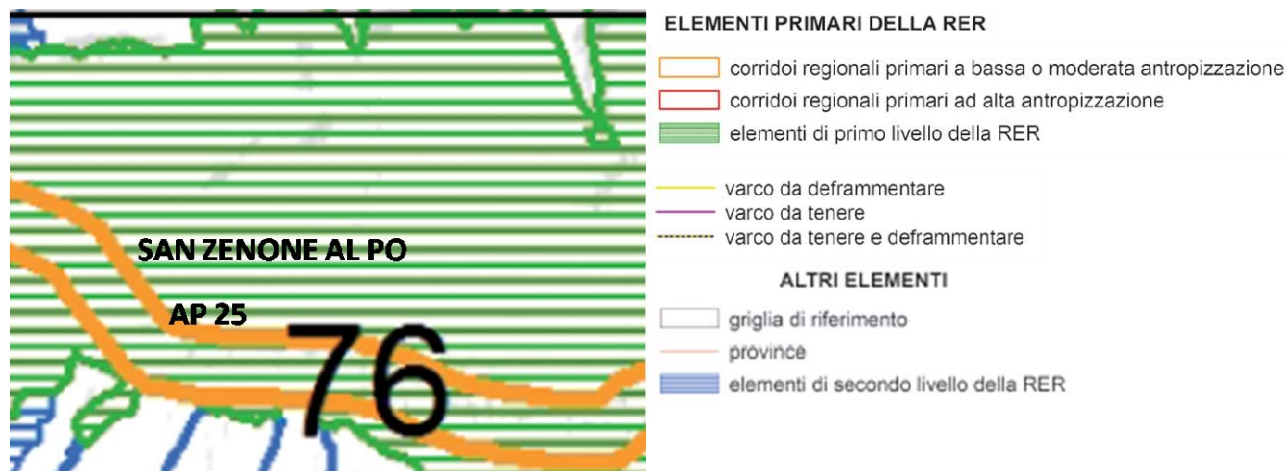 SAN ZENONE AL PO
AP 25
76
ELEMENTI PRIMARI DELLA RER
corridoi regionali primari a bassa o moderata antropizzazione
corridoi regionali primari ad alta antropizzazione
elementi di primo livello della RER
varco da deframmentare
varco da tenere
varco da tenere e deframmentare
ALTRI ELEMENTI
griglia di riferimento
province
elementi di secondo livello della RER